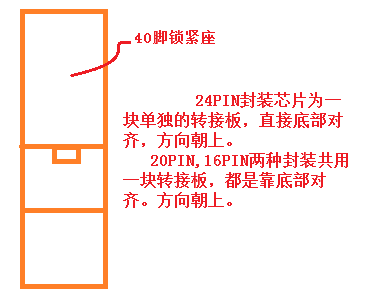 40脚锁紧座
24PIN封装芯片为一
块单独的转接板，直接底部对
齐，方向朝上。
20PIN,16PIN两种封装共用
一块转接板，都是靠底部对
齐。方向朝上。